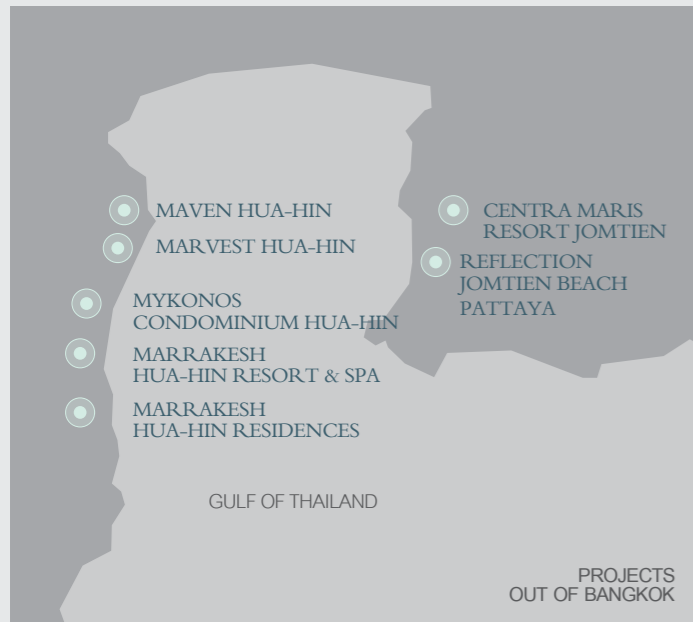 MAVEN HUA-HIN
MARVEST HUA-HIN
MYKONOS
CONDOMINIUM HUA-HIN
MARRAKESH
HUA-HIN RESORT & SPA
MARRAKESH
HUA-HIN RESIDENCES
CENTRA MARIS
RESORT JOMTIEN
REFLECTION
JOMTIEN BEACH
PATTAYA
GULF OF THAILAND
PROJECTS
OUT OF BANGKOK